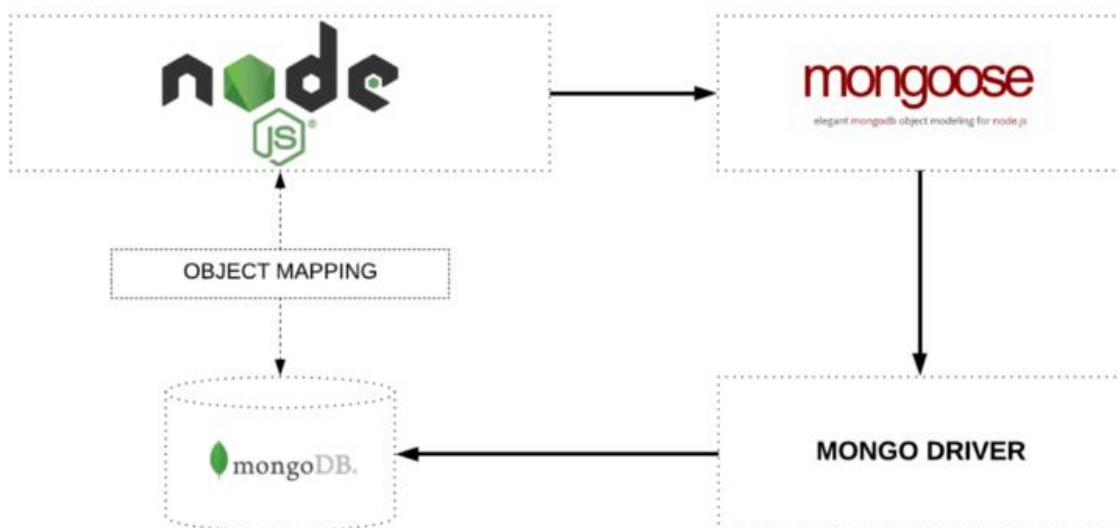 node
JS®
mongoose
elegant mongodb object modeling for node.js
OBJECT MAPPING
mongoDB.
MONGO DRIVER